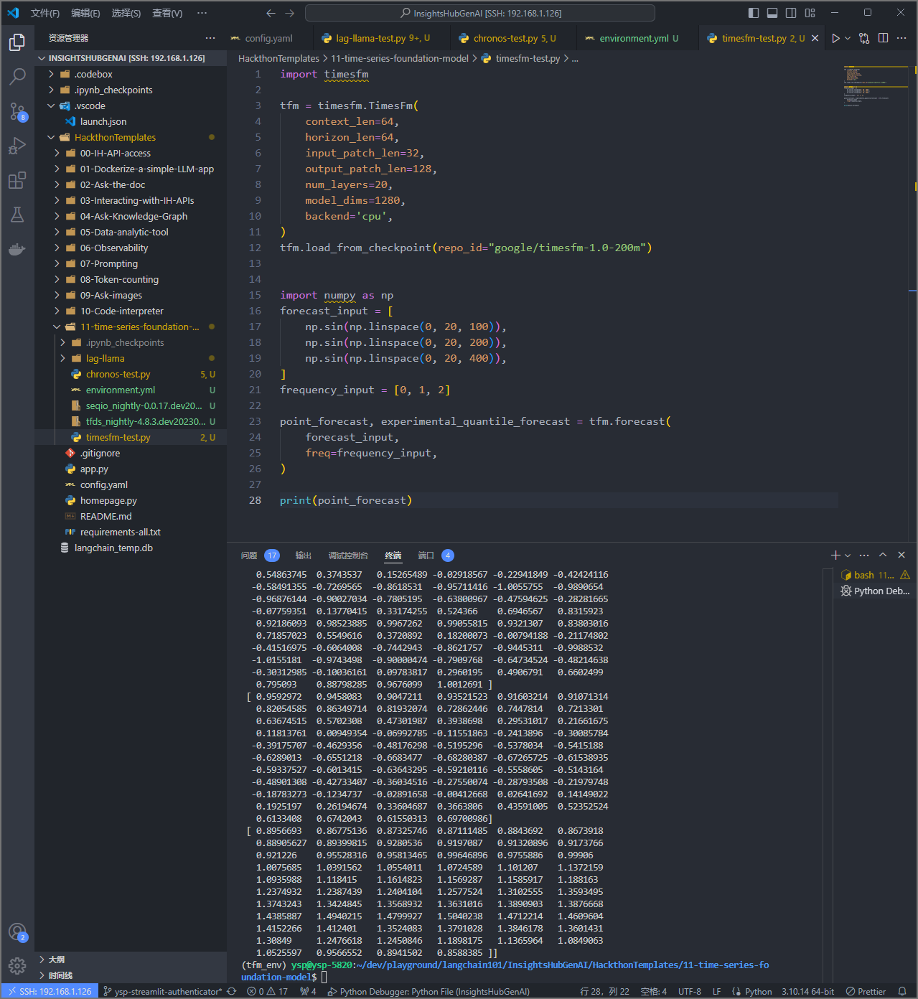 文件(F) 编辑(E) 选择(S) 查看(V) ··· InsightsHubGenAI [SSH: 192.168.1.126]
资源管理器 ···
INSIGHTSHUBGENAI [SSH: 192.168.1.126]
.codebox
.ipynb_checkpoints
.vscode
launch.json
HackthonTemplates
00-IH-API-access
01-Dockerize-a-simple-LLM-app
02-Ask-the-doc
03-Interacting-with-IH-APIs
04-Ask-Knowledge-Graph
05-Data-analytic-tool
06-Observability
07-Prompting
08-Token-counting
09-Ask-images
10-Code-interpreter
11-time-series-foundation-...
.ipynb_checkpoints
lag-llama
chronos-test.py 5, U
environment.yml U
seqio_nightly-0.0.17.dev20... U
tfds_nightly-4.8.3.dev20230... U
timesfm-test.py 2, U
.gitignore
app.py
config.yaml
homepage.py
README.md
requirements-all.txt
langchain_temp.db
大纲
时间线
8
2
config.yaml lag-llama-test.py 9+, U chronos-test.py 5, U environment.yml U timesfm-test.py 2, U
HackthonTemplates > 11-time-series-foundation-model > timesfm-test.py > ...
1 import timesfm
2
3 tfm = timesfm.TimesFm(
4 context_len=64,
5 horizon_len=64,
6 input_patch_len=32,
7 output_patch_len=128,
8 num_layers=20,
9 model_dims=1280,
10 backend='cpu',
11 )
12 tfm.load_from_checkpoint(repo_id="google/timesfm-1.0-200m")
13
14
15 import numpy as np
16 forecast_input = [
17 np.sin(np.linspace(0, 20, 100)),
18 np.sin(np.linspace(0, 20, 200)),
19 np.sin(np.linspace(0, 20, 400)),
20 ]
21 frequency_input = [0, 1, 2]
22
23 point_forecast, experimental_quantile_forecast = tfm.forecast(
24 forecast_input,
25 freq=frequency_input,
26 )
27
28 print(point_forecast)
问题 17 输出 调试控制台 终端 端口 4
0.54863745 0.3743537 0.15265489 -0.02918567 -0.22941849 -0.42424116
-0.58491355 -0.7269565 -0.8618531 -0.95711416 -1.0055755 -0.9890654
-0.96876144 -0.90027034 -0.7805195 -0.63800967 -0.47594625 -0.28281665
-0.07759351 0.13770415 0.33174255 0.524366 0.6946567 0.8315923
0.92186093 0.98523885 0.9967262 0.99055815 0.9321307 0.83803016
0.71857023 0.5549616 0.3720892 0.18200073 -0.00794188 -0.21174802
-0.41516975 -0.6064008 -0.7442943 -0.8621757 -0.9445311 -0.9988532
-1.0155181 -0.9743498 -0.90000474 -0.7909768 -0.64734524 -0.48214638
-0.30312985 -0.10036161 0.09783817 0.2960195 0.4906791 0.6602499
0.795093 0.88798285 0.9676099 1.0012691 ]
[ 0.9592972 0.9458083 0.9047211 0.93521523 0.91603214 0.91071314
0.82054585 0.86349714 0.81932074 0.72862446 0.7447814 0.7213301
0.63674515 0.5702308 0.47301987 0.3938698 0.29531017 0.21661675
0.11813761 0.00949354 -0.06992785 -0.11551863 -0.2413896 -0.30085784
-0.39175707 -0.4629356 -0.48176298 -0.5195296 -0.5378034 -0.5415188
-0.6289013 -0.6551218 -0.6683477 -0.68280387 -0.67265725 -0.61538935
-0.59337527 -0.6013415 -0.63643295 -0.59210116 -0.5558605 -0.5143164
-0.48901308 -0.42733407 -0.36034516 -0.27550074 -0.28793508 -0.21979748
-0.18783273 -0.1234737 -0.02891658 -0.00412668 0.02641692 0.14149022
0.1925197 0.26194674 0.33604687 0.3663806 0.43591005 0.52352524
0.6133408 0.6742043 0.61550313 0.69700986]
[ 0.8956693 0.86775136 0.87325746 0.87111485 0.8843692 0.8673918
0.88905627 0.89399815 0.9280536 0.9197087 0.91320896 0.9173766
0.921226 0.95528316 0.95813465 0.99646896 0.9755886 0.99906
1.0075685 1.0391562 1.0554011 1.0724589 1.101207 1.1372159
1.0935988 1.118415 1.1614823 1.1569287 1.1585917 1.188163
1.2374932 1.2387439 1.2404104 1.2577524 1.3102555 1.3593495
1.3743243 1.3424845 1.3568932 1.3631016 1.3890903 1.3876668
1.4385887 1.4940215 1.4799927 1.5040238 1.4712214 1.4609604
1.4152266 1.412401 1.3524083 1.3791028 1.3846178 1.3601431
1.30849 1.2476618 1.2450846 1.1898175 1.1365964 1.0849063
1.0525597 0.9566552 0.8941502 0.8588385 ]]
(tfm_env) ysp@ysp-5820:~/dev/playground/langchain101/InsightsHubGenAI/HackthonTemplates/11-time-series-fo
undation-model$
bash 11...
Python Deb...
SSH: 192.168.1.126 ysp-streamlit-authenticator* 0 17 4 Python Debugger: Python File (InsightsHubGenAI) 行 28，列 22 空格: 4 UTF-8 LF Python 3.10.14 64-bit Prettier